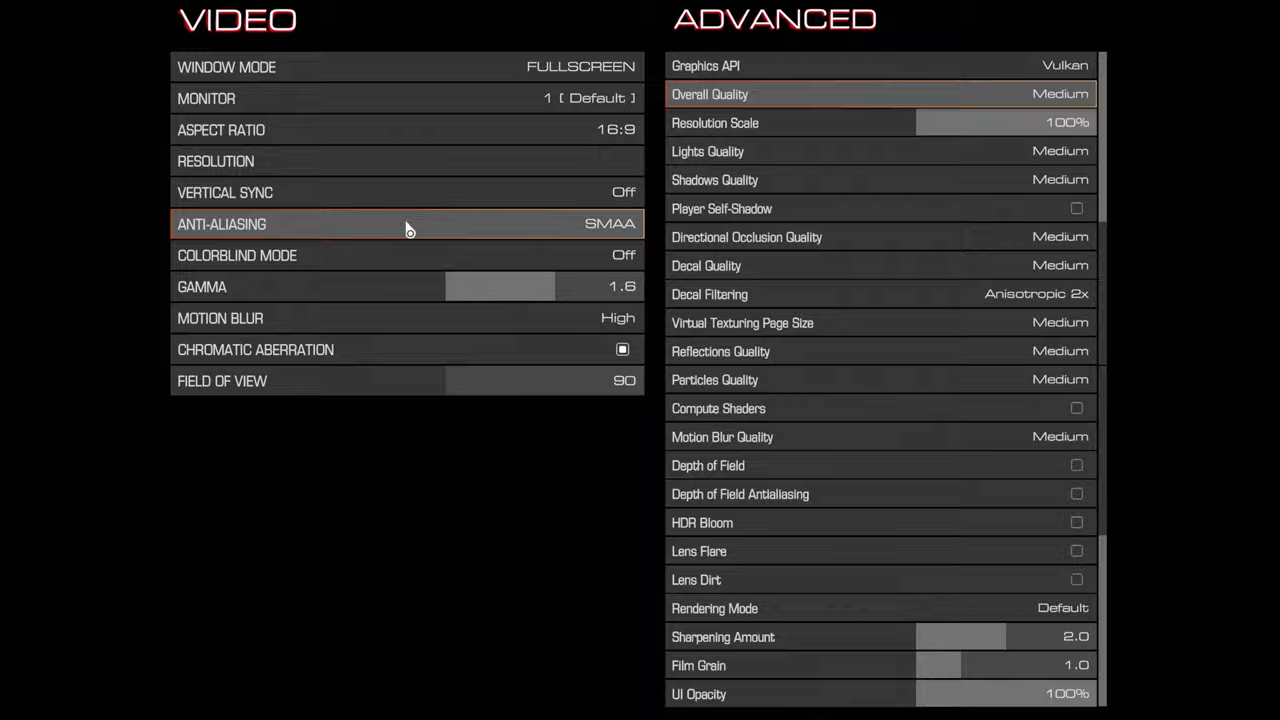 VIDEO
WINDOW MODE FULLSCREEN
MONITOR 1 [ Default ]
ASPECT RATIO 16:9
RESOLUTION
VERTICAL SYNC Off
ANTI-ALIASING SMAA
COLORBLIND MODE Off
GAMMA 1.6
MOTION BLUR High
CHROMATIC ABERRATION
FIELD OF VIEW 90
ADVANCED
Graphics API Vulkan
Overall Quality Medium
Resolution Scale 100%
Lights Quality Medium
Shadows Quality Medium
Player Self-Shadow
Directional Occlusion Quality Medium
Decal Quality Medium
Decal Filtering Anisotropic 2x
Virtual Texturing Page Size Medium
Reflections Quality Medium
Particles Quality Medium
Compute Shaders
Motion Blur Quality Medium
Depth of Field
Depth of Field Antialiasing
HDR Bloom
Lens Flare
Lens Dirt
Rendering Mode Default
Sharpening Amount 2.0
Film Grain 1.0
UI Opacity 100%